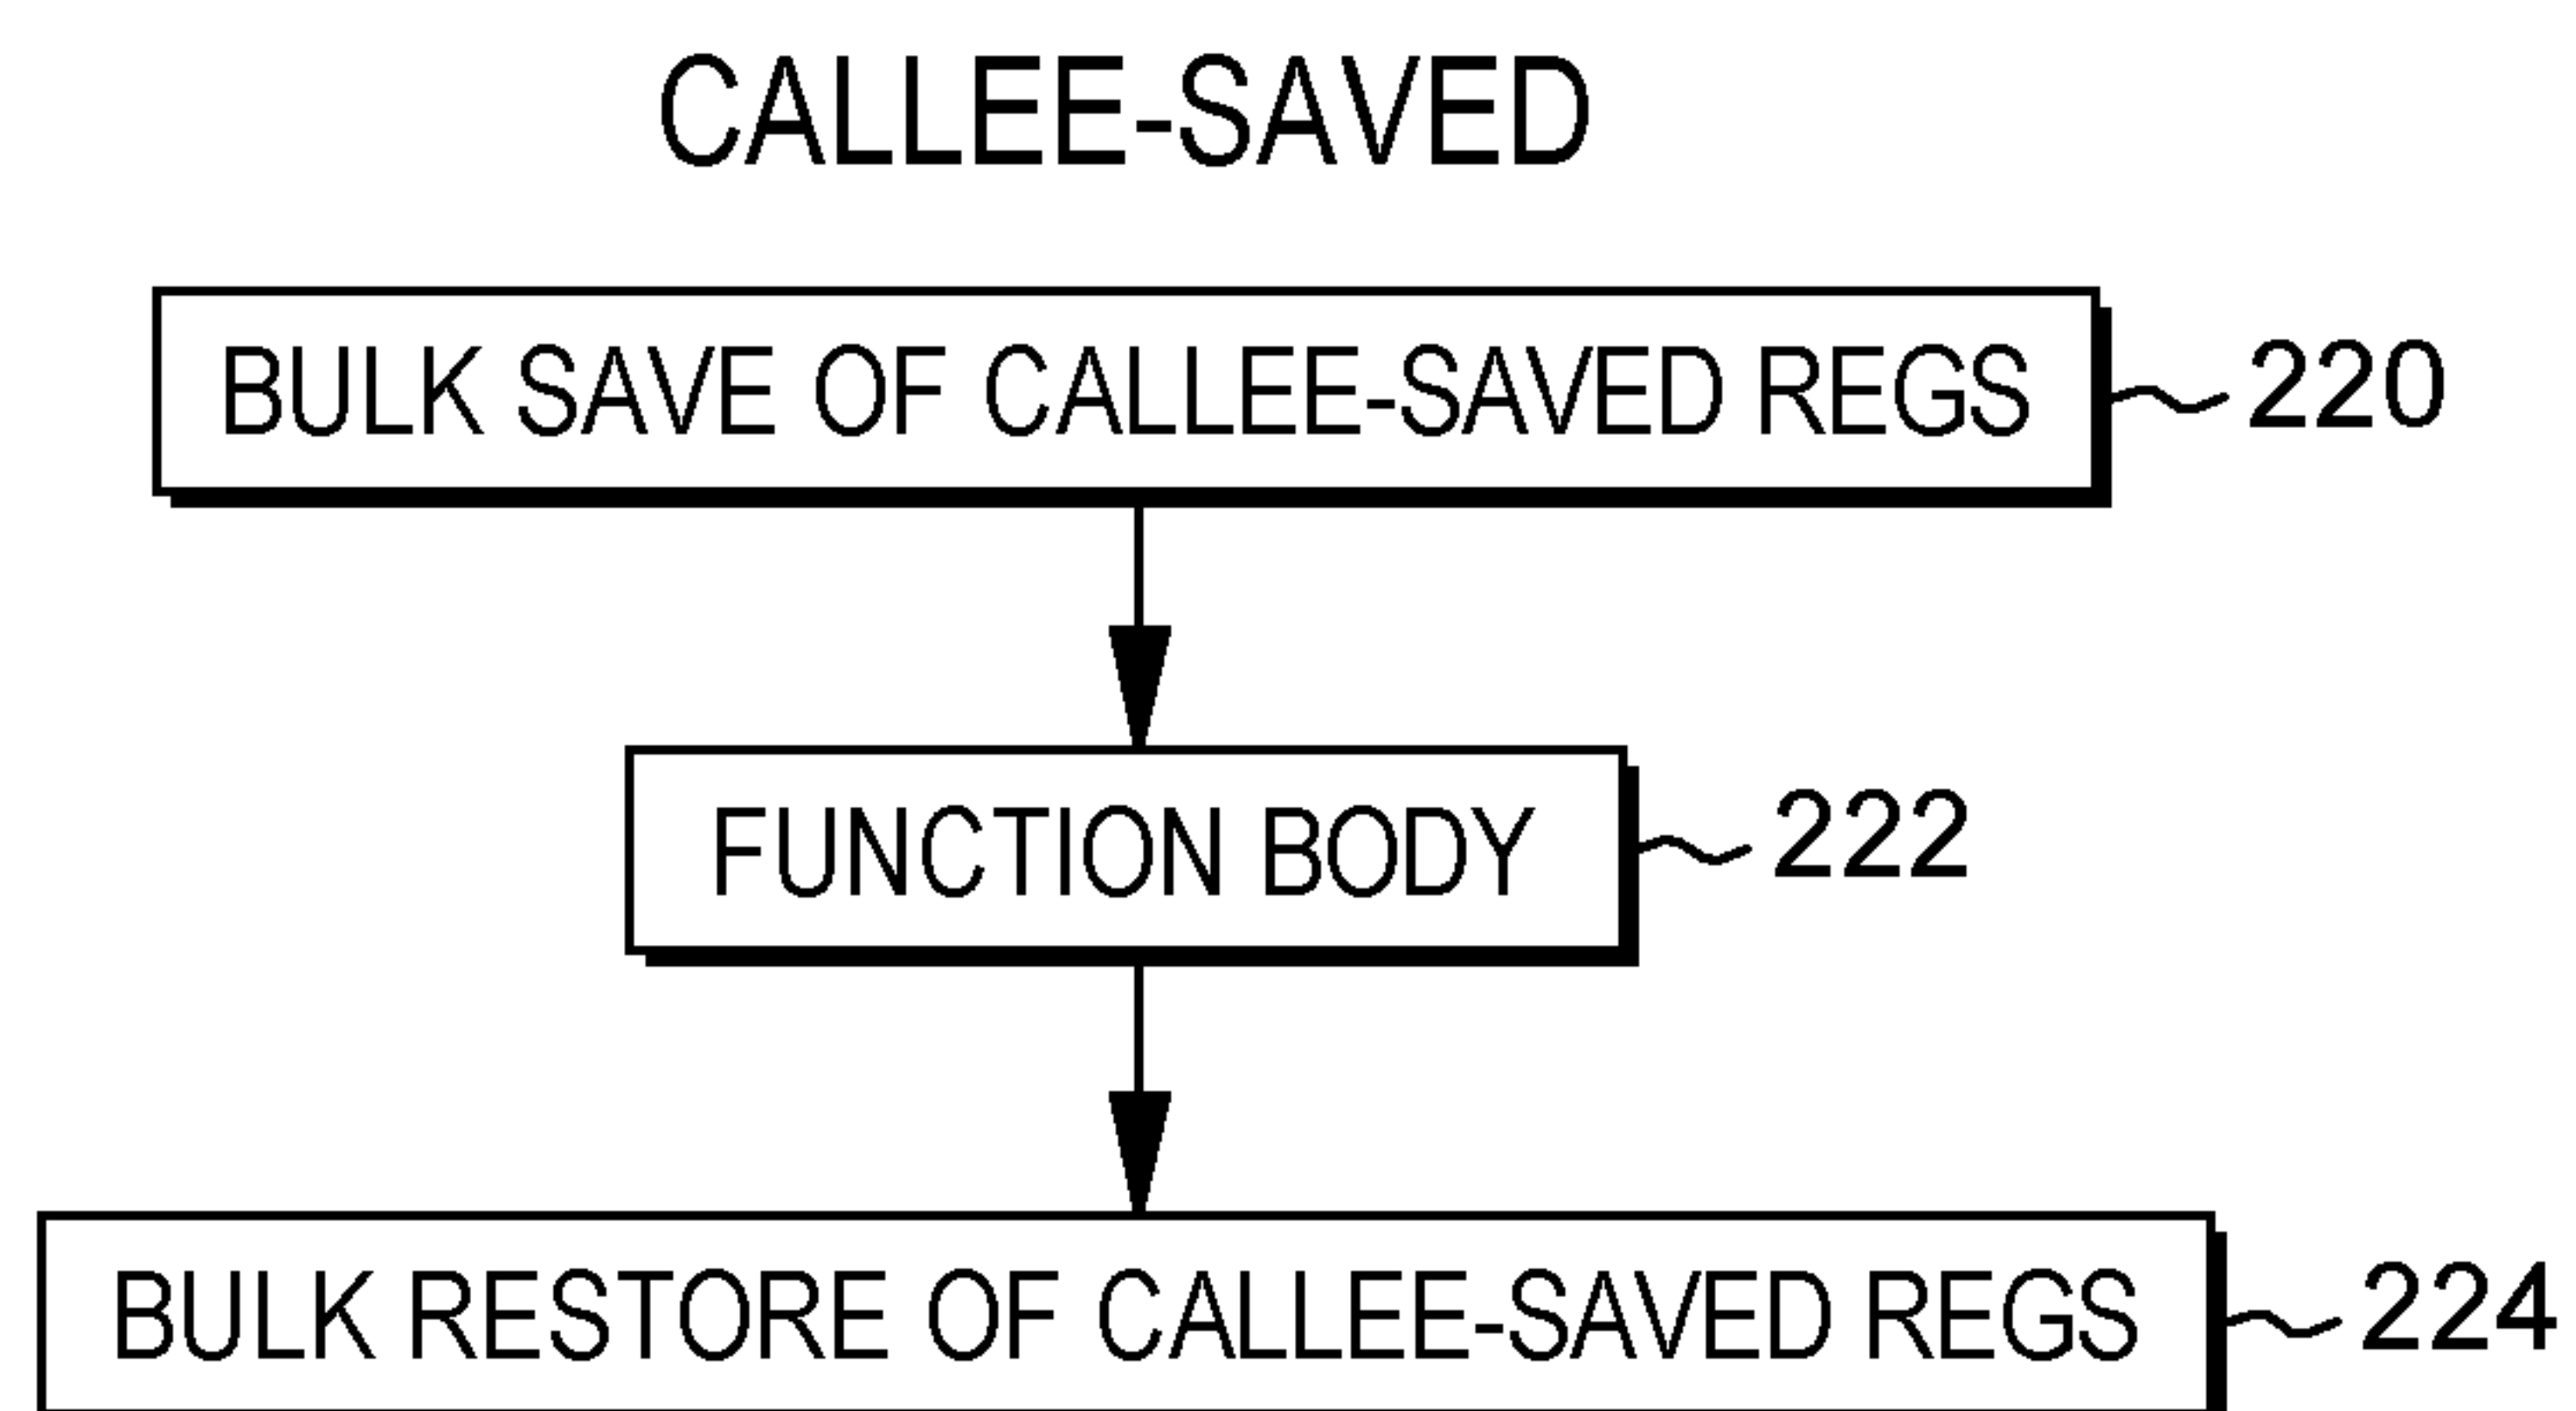 CALLEE-SAVED
BULK SAVE OF CALLEE-SAVED REGS 220
FUNCTION BODY 222
BULK RESTORE OF CALLEE-SAVED REGS 224